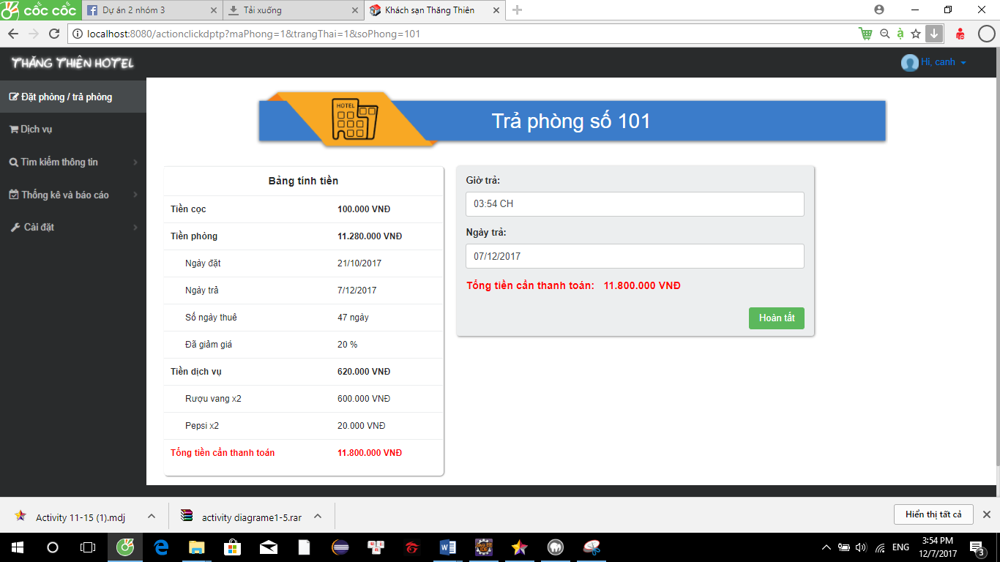 cốc cốc
Dự án 2 nhóm 3
Tải xuống
Khách sạn Thăng Thiên
localhost:8080/actionclickdptp?maPhong=1&trangThai=1&soPhong=101
THĂNG THIÊN HOTEL
Hi, canh
Đặt phòng / trả phòng
Dịch vụ
Tìm kiếm thông tin
Thống kê và báo cáo
Cài đặt
HOTEL
Trả phòng số 101
Bảng tính tiền
Tiền cọc 100.000 VNĐ
Tiền phòng 11.280.000 VNĐ
Ngày đặt 21/10/2017
Ngày trả 7/12/2017
Số ngày thuê 47 ngày
Đã giảm giá 20 %
Tiền dịch vụ 620.000 VNĐ
Rượu vang x2 600.000 VNĐ
Pepsi x2 20.000 VNĐ
Tổng tiền cần thanh toán 11.800.000 VNĐ
Giờ trả:
03:54 CH
Ngày trả:
07/12/2017
Tổng tiền cần thanh toán: 11.800.000 VNĐ
Hoàn tất
Activity 11-15 (1).mdj
activity diagrame1-5.rar
Hiển thị tất cả
ENG
3:54 PM
12/7/2017
3